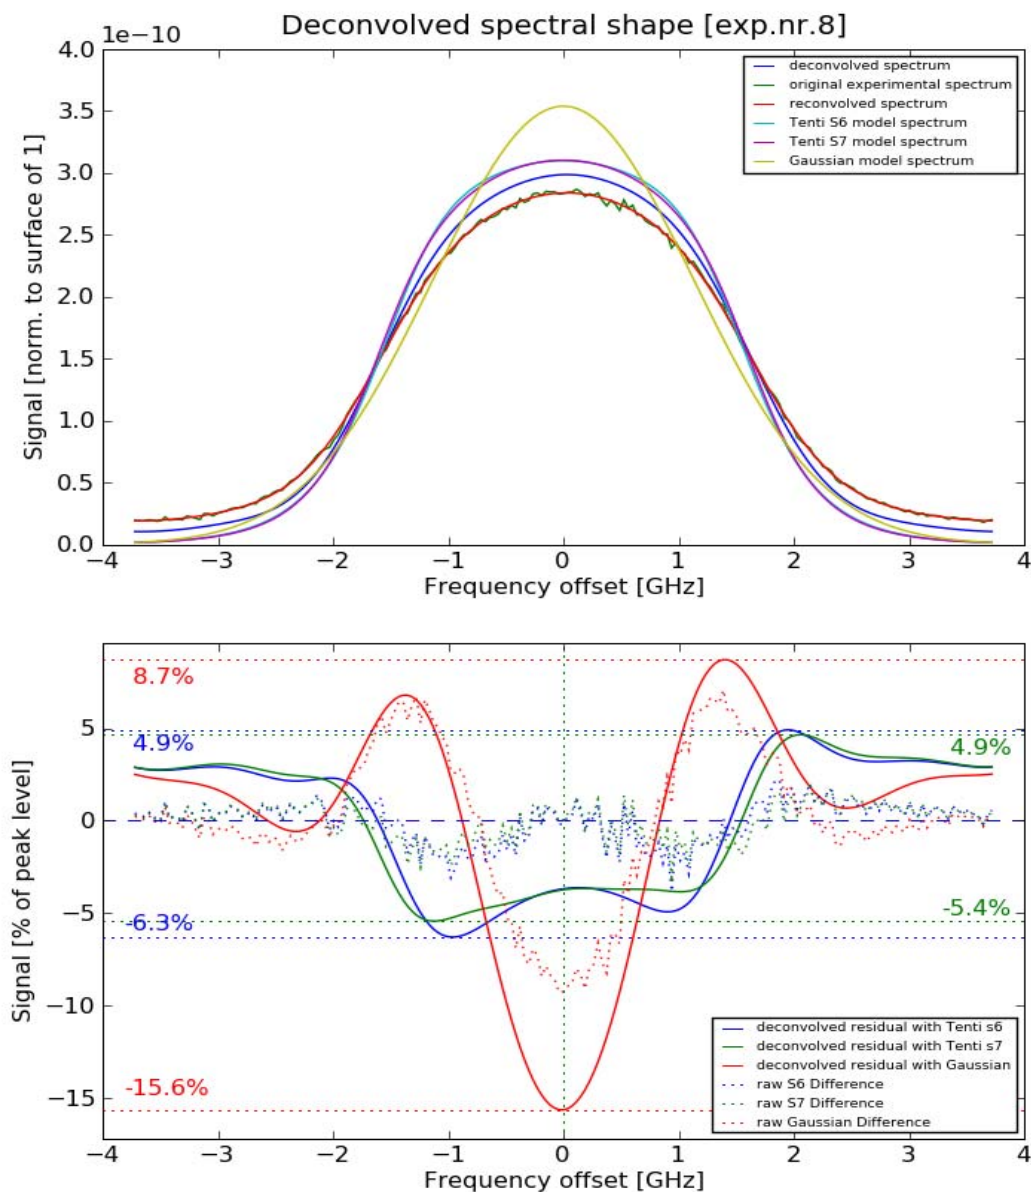 Deconvolved spectral shape [exp.nr.8]
1e−10
4.0
3.5
3.0
2.5
2.0
1.5
1.0
0.5
0.0
Signal [norm. to surface of 1]
deconvolved spectrum
original experimental spectrum
reconvolved spectrum
Tenti S6 model spectrum
Tenti S7 model spectrum
Gaussian model spectrum
−4 −3 −2 −1 0 1 2 3 4
Frequency offset [GHz]
8.7%
4.9%
4.9%
-6.3%
-5.4%
-15.6%
5
0
−5
−10
−15
Signal [% of peak level]
deconvolved residual with Tenti s6
deconvolved residual with Tenti s7
deconvolved residual with Gaussian
raw S6 Difference
raw S7 Difference
raw Gaussian Difference
−4 −3 −2 −1 0 1 2 3 4
Frequency offset [GHz]